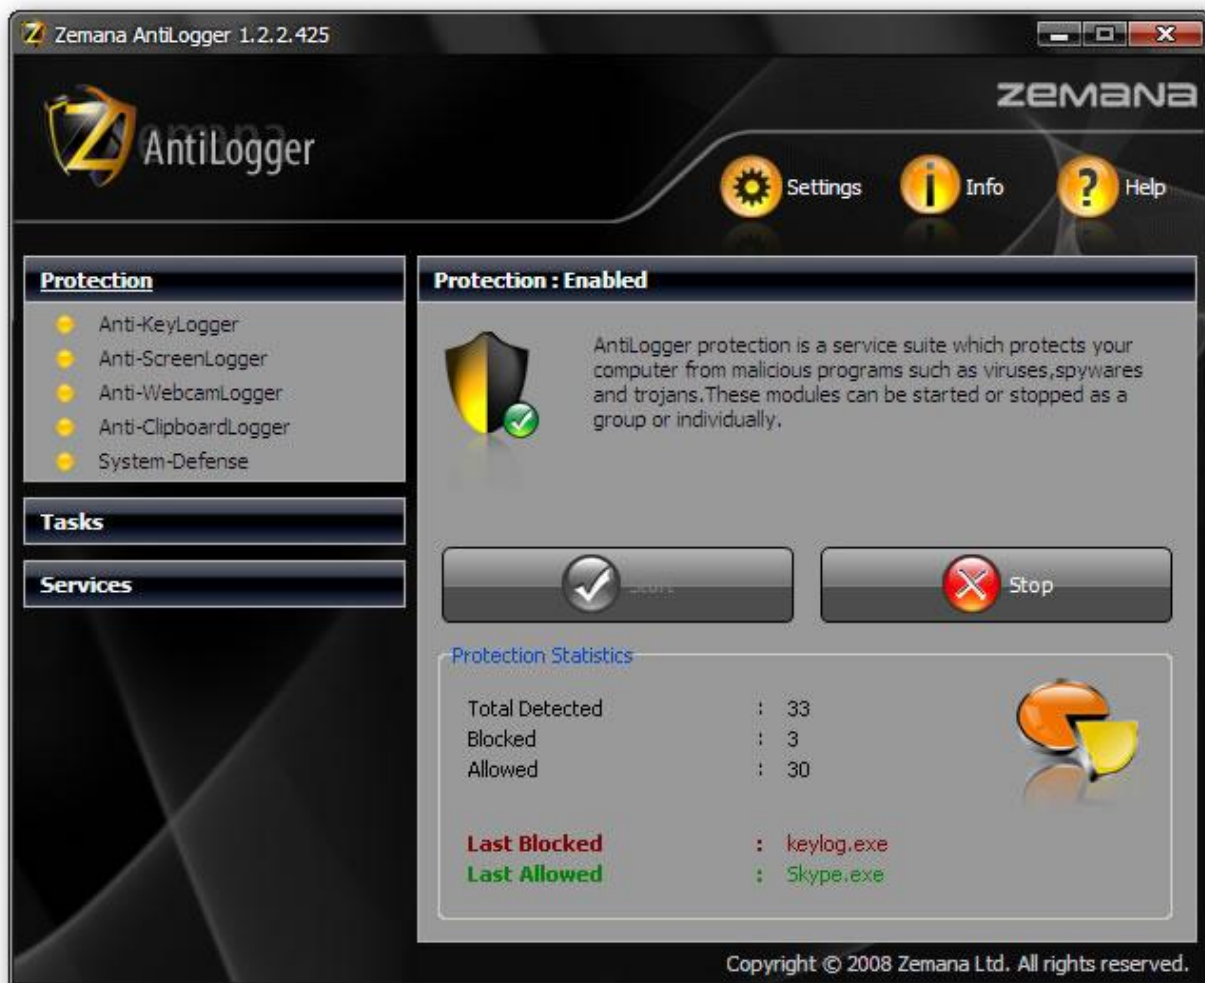 Zemana AntiLogger 1.2.2.425
ZEMANA
Zemana
AntiLogger
Settings
Info
Help
Protection
Anti-KeyLogger
Anti-ScreenLogger
Anti-WebcamLogger
Anti-ClipboardLogger
System-Defense
Tasks
Services
Protection : Enabled
AntiLogger protection is a service suite which protects your
computer from malicious programs such as viruses,spywares
and trojans.These modules can be started or stopped as a
group or individually.
Start
Stop
Protection Statistics
Total Detected : 33
Blocked : 3
Allowed : 30
Last Blocked : keylog.exe
Last Allowed : Skype.exe
Copyright © 2008 Zemana Ltd. All rights reserved.